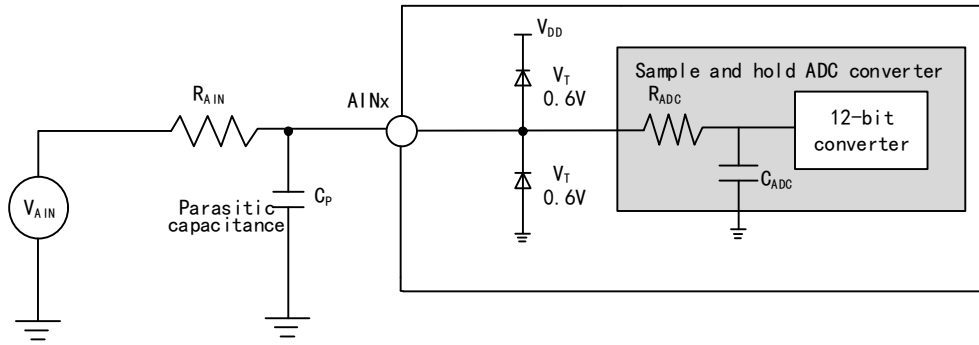 V_DD
Sample and hold ADC converter
V_T
0.6V
R_AIN
AINx
R_ADC
12-bit
converter
V_T
0.6V
C_ADC
V_AIN
Parasitic
capacitance
C_P